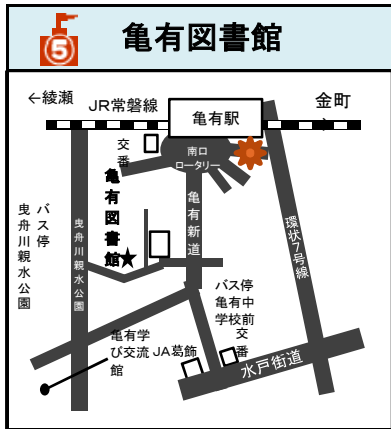 5
亀有図書館
←綾瀬
JR常磐線
亀有駅
金町
交番
南口
ロータリー
亀有図書館
亀有新道
環状7号線
バス停
曳舟川親水公園
曳舟川親水公園
バス停
亀有中
学校前
交番
亀有学
び交流
館
JA葛飾
水戸街道